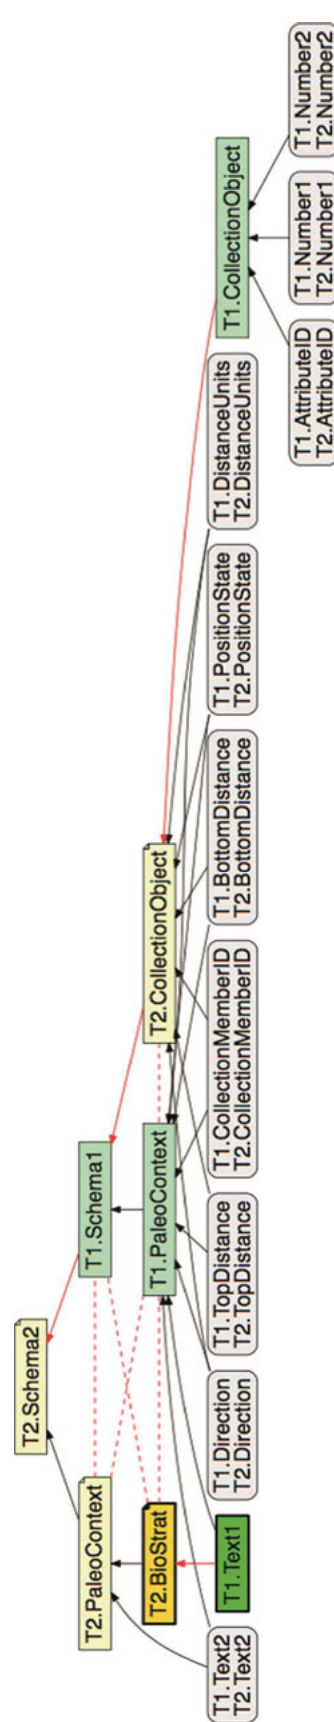 T2.Schema2
T2.PaleoContext
T1.Schema1
T2.BioStrat
T1.PaleoContext
T2.CollectionObject
T1.CollectionObject
T1.Text2
T2.Text2
T1.Text1
T1.Direction
T2.Direction
T1.TopDistance
T2.TopDistance
T1.CollectionMemberID
T2.CollectionMemberID
T1.BottomDistance
T2.BottomDistance
T1.PositionState
T2.PositionState
T1.DistanceUnits
T2.DistanceUnits
T1.AttributeID
T2.AttributeID
T1.Number1
T2.Number1
T1.Number2
T2.Number2